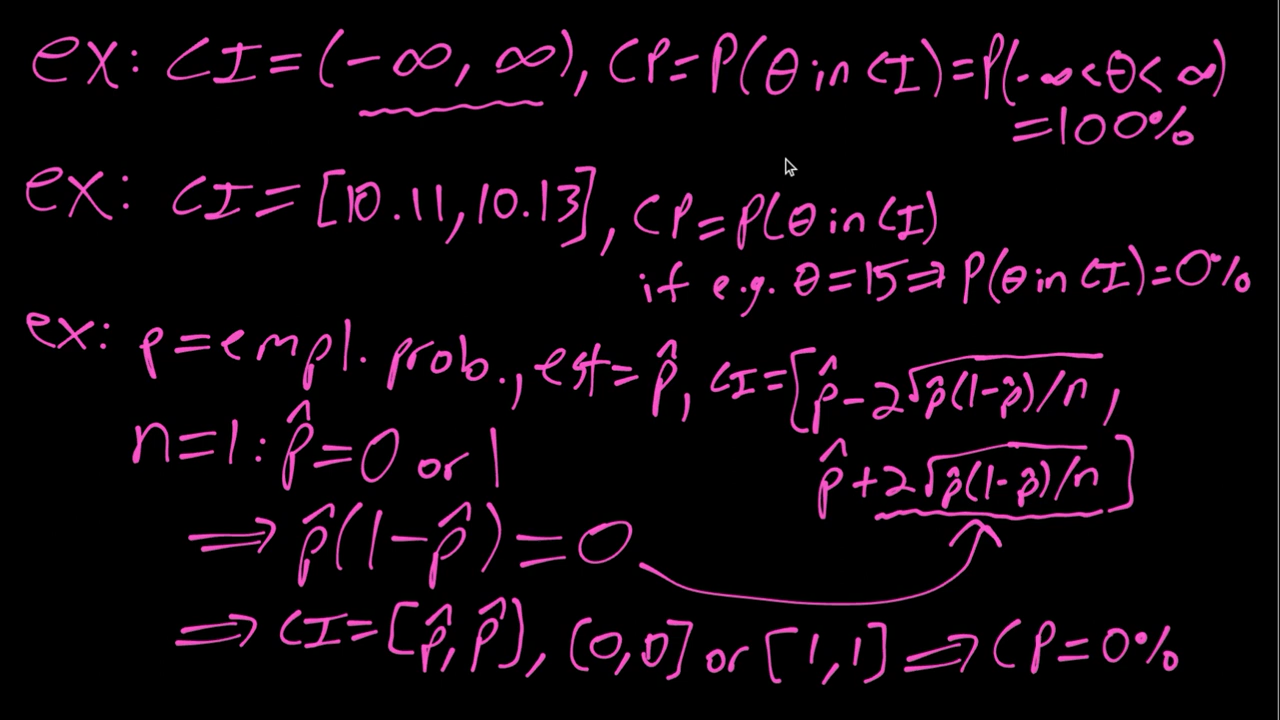 ex: CI = (-∞, ∞), CP = P(θ in CI) = P(-∞ < θ < ∞)
= 100%
ex: CI = [10.11, 10.13], CP = P(θ in CI)
if e.g. θ = 15 ⇒ P(θ in CI) = 0%
ex: p = empl. prob., est = p̂, CI = [p̂ - 2√p̂(1-p̂)/n,
p̂ + 2√p̂(1-p̂)/n]
n = 1: p̂ = 0 or 1
⇒ p̂(1-p̂) = 0
⇒ CI = [p̂, p̂], [0,0] or [1,1] ⇒ CP = 0%